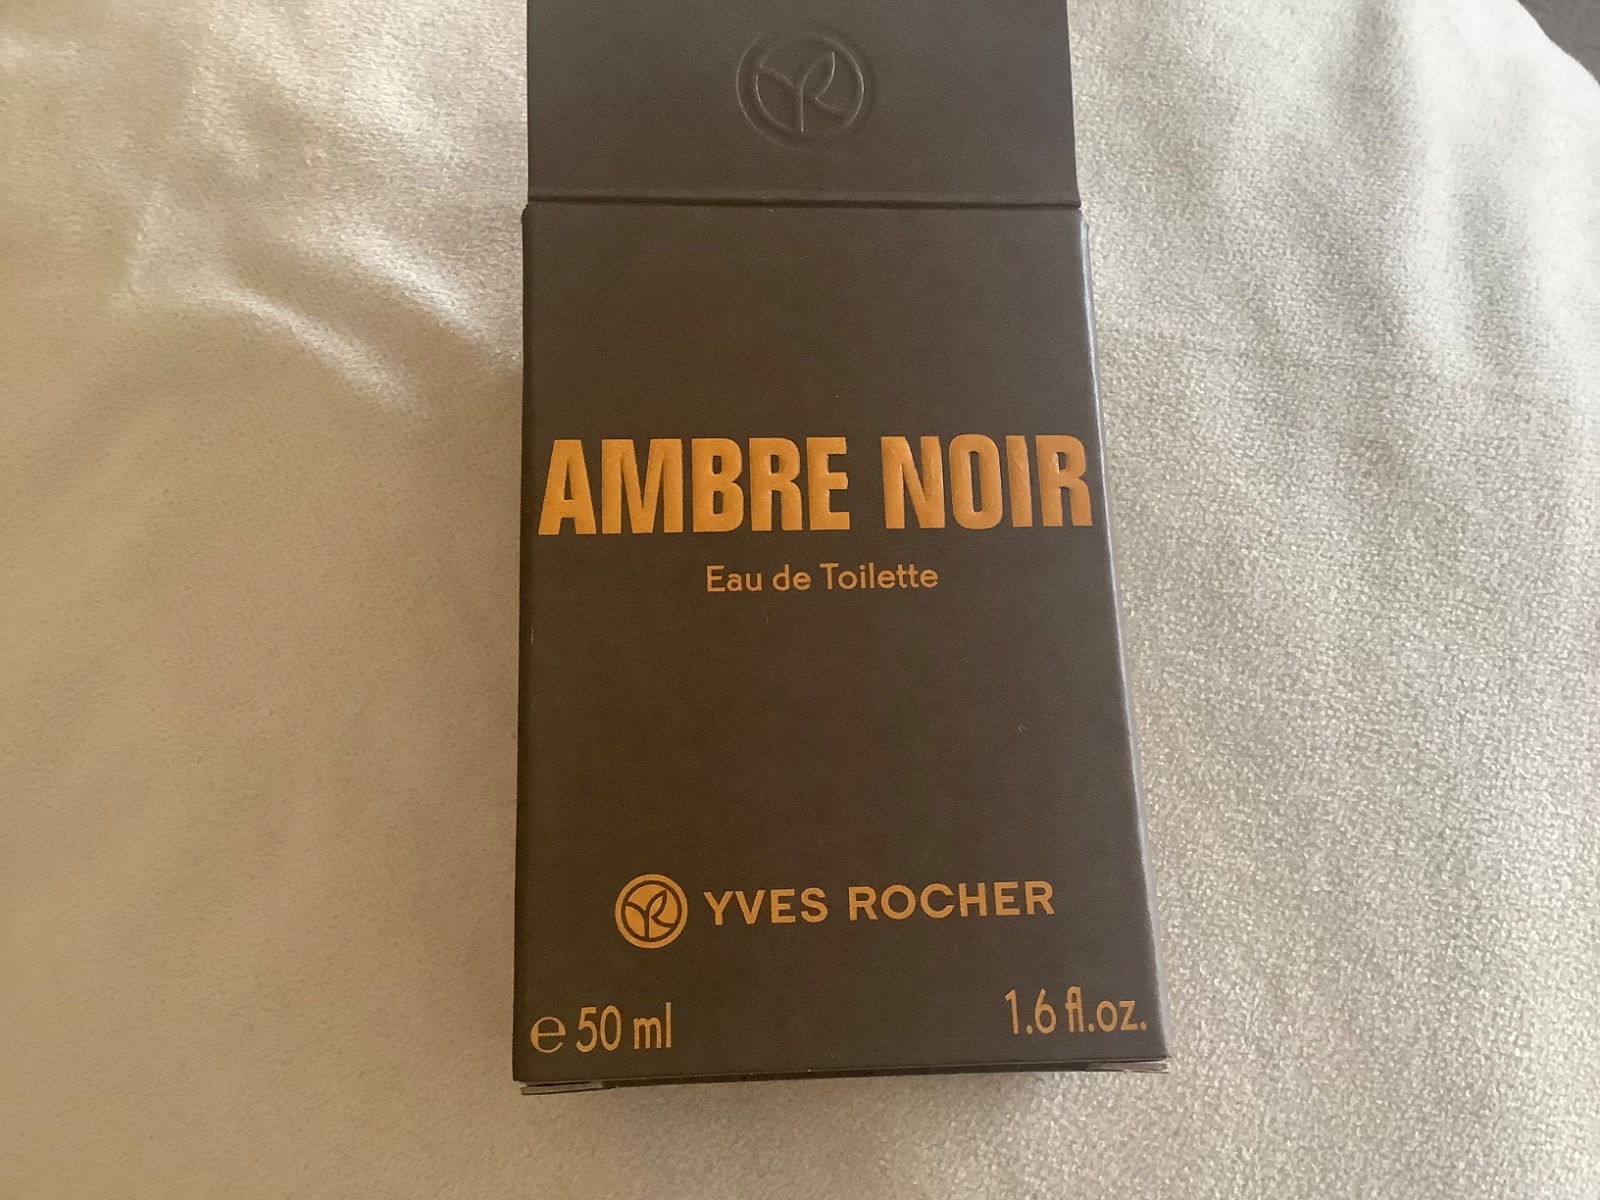 AMBRE NOIR
Eau de Toilette
YVES ROCHER
℮ 50 ml 1.6 fl.oz.